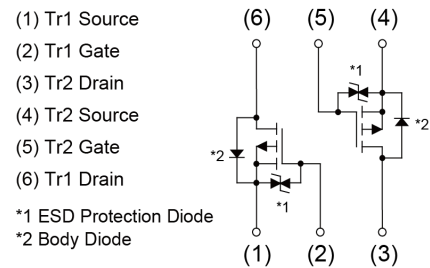 (1) Tr1 Source
(2) Tr1 Gate
(3) Tr2 Drain
(4) Tr2 Source
(5) Tr2 Gate
(6) Tr1 Drain
*1 ESD Protection Diode
*2 Body Diode
(6) (5) (4)
*1
*2
*2
*1
(1) (2) (3)